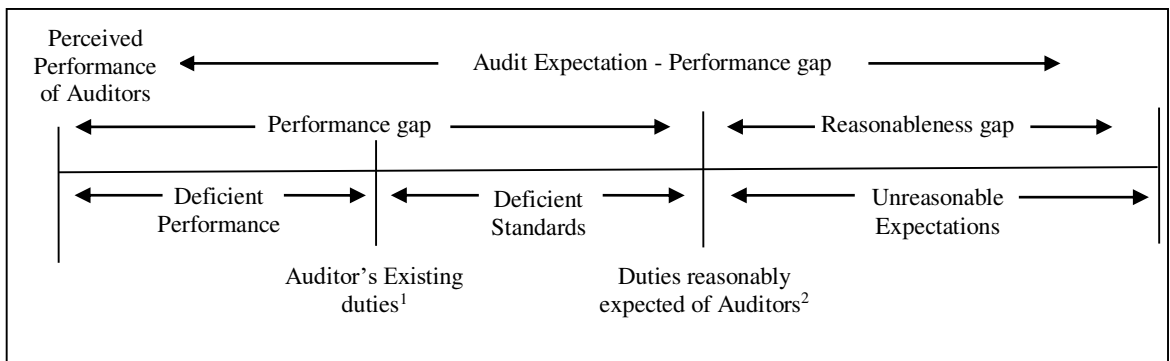 Perceived
Performance
of Auditors
Audit Expectation - Performance gap
Performance gap
Reasonableness gap
Deficient
Performance
Deficient
Standards
Unreasonable
Expectations
Auditor’s Existing
duties¹
Duties reasonably
expected of Auditors²